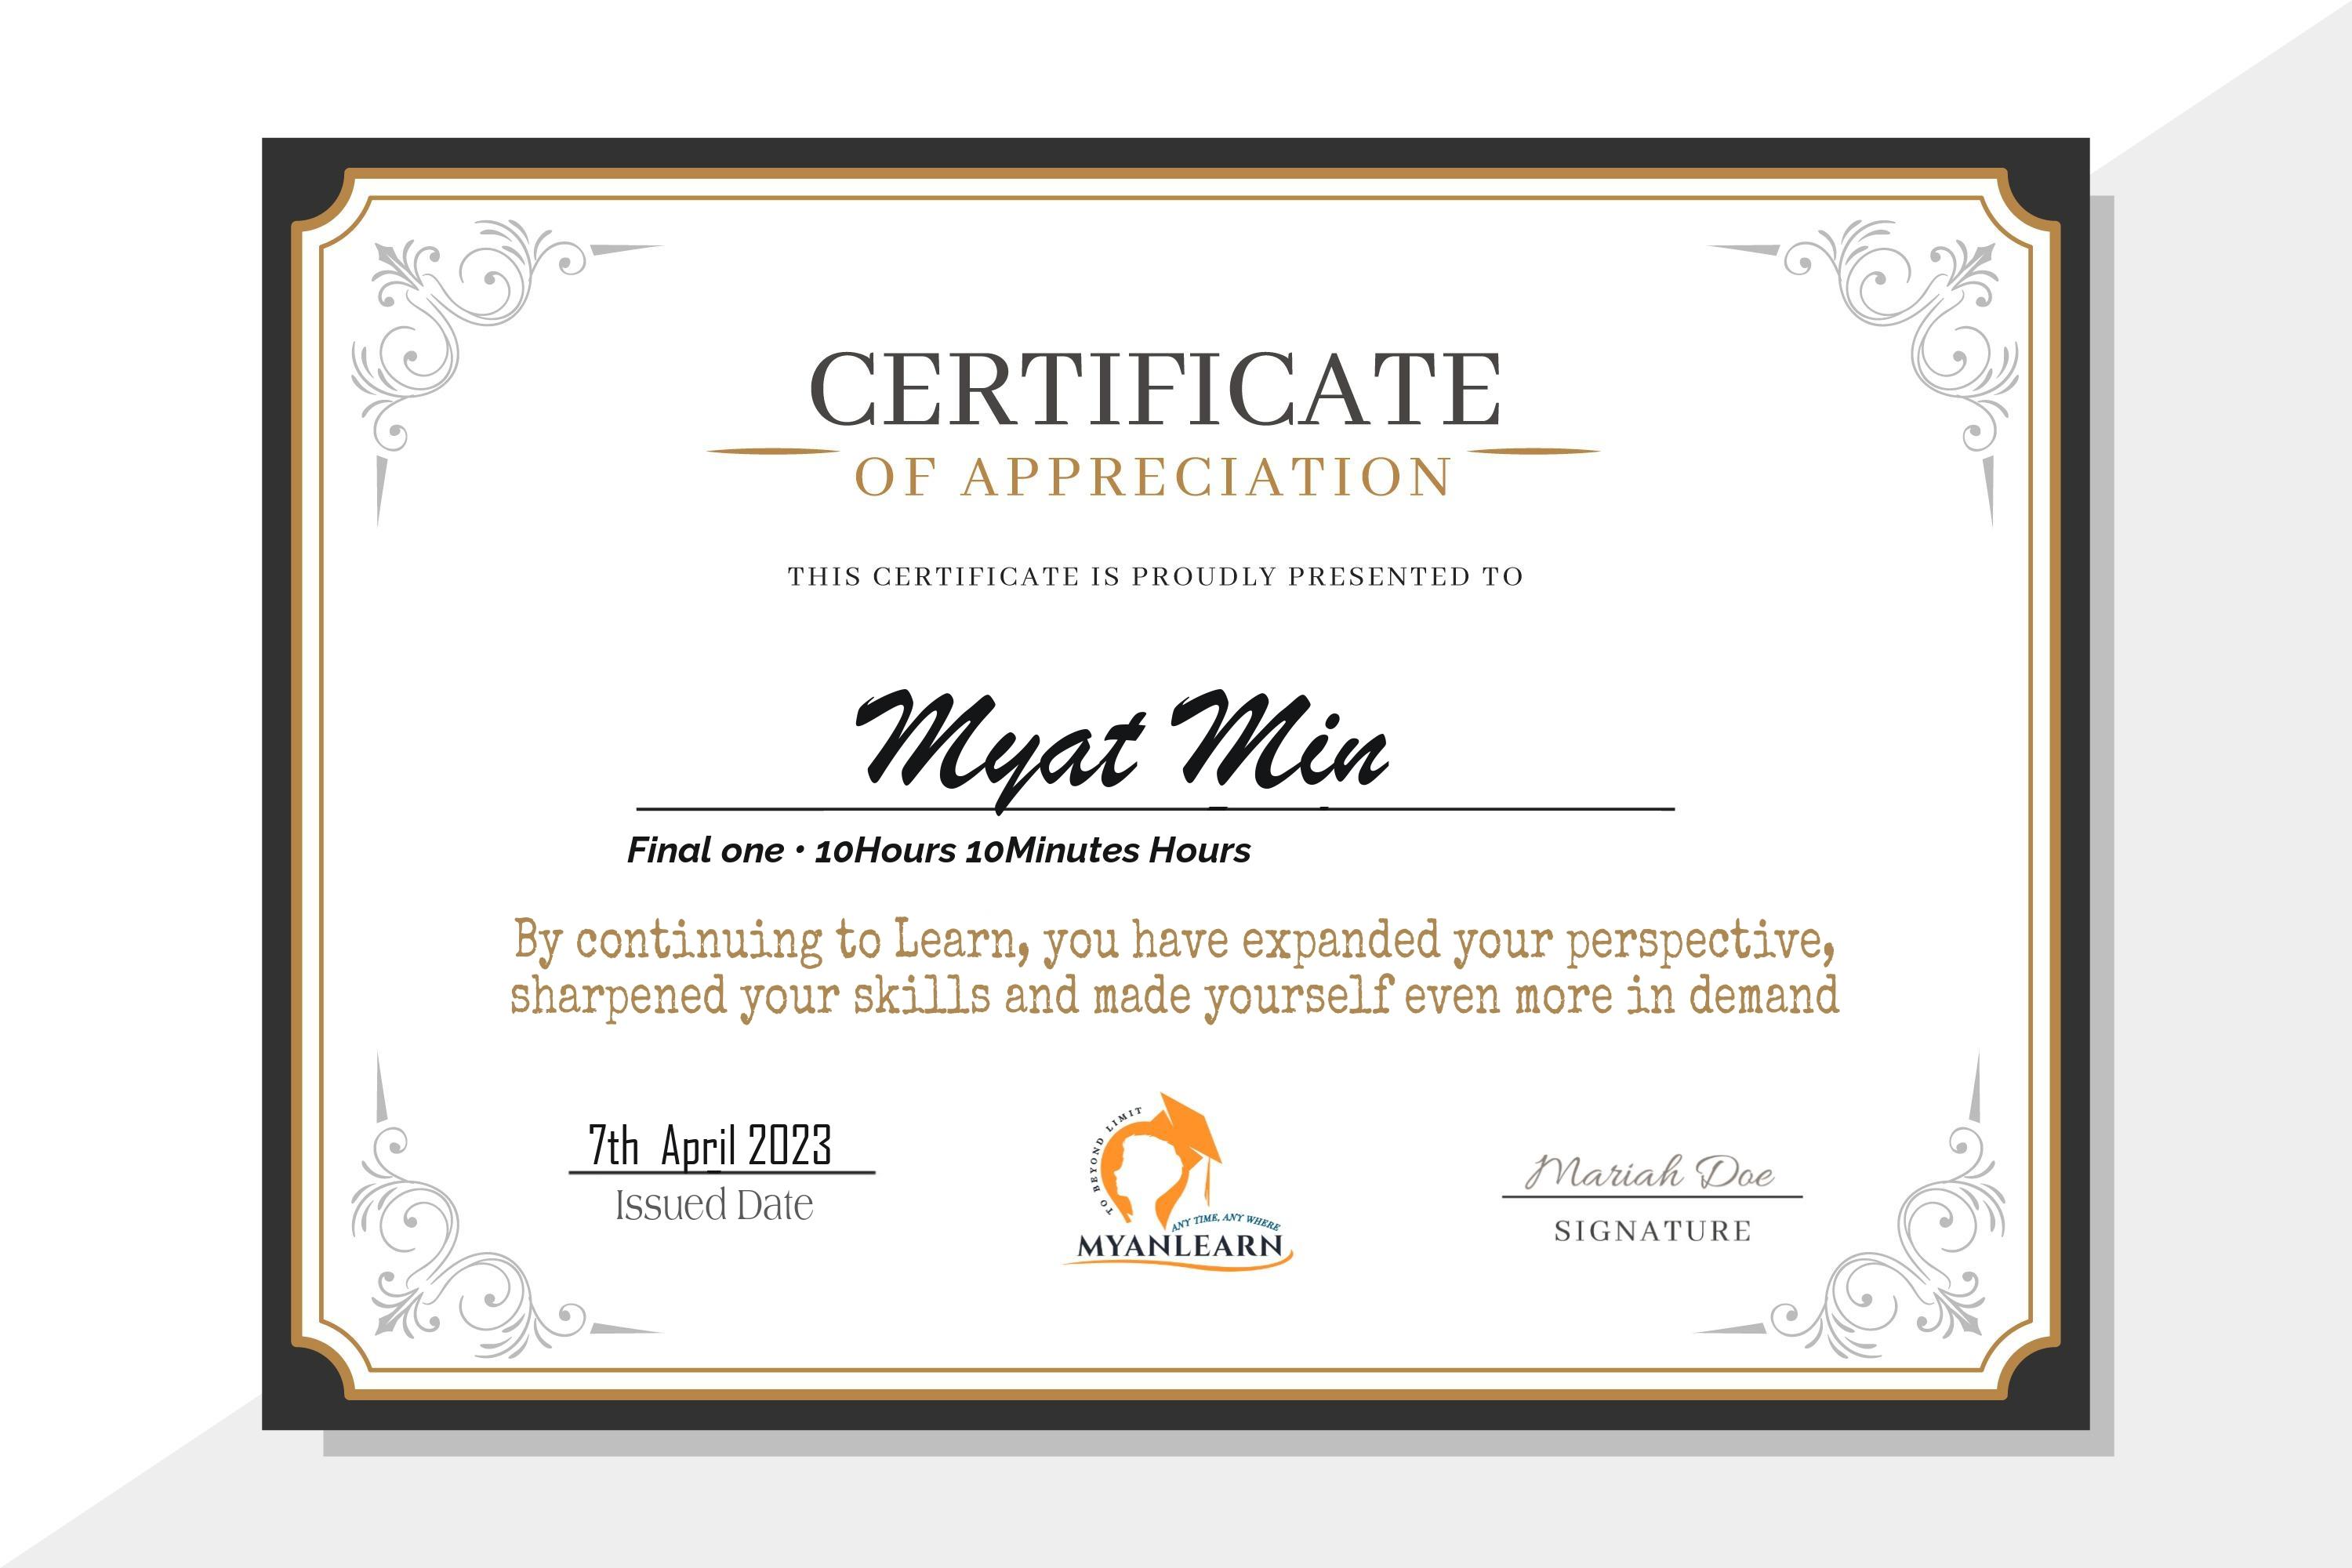 CERTIFICATE
OF APPRECIATION
THIS CERTIFICATE IS PROUDLY PRESENTED TO
Myat Min
Final one • 10Hours 10Minutes Hours
By continuing to Learn, you have expanded your perspective,
sharpened your skills and made yourself even more in demand
7th April 2023
Issued Date
TO BEYOND LIMIT
ANY TIME, ANY WHERE
MYANLEARN
Mariah Doe
SIGNATURE